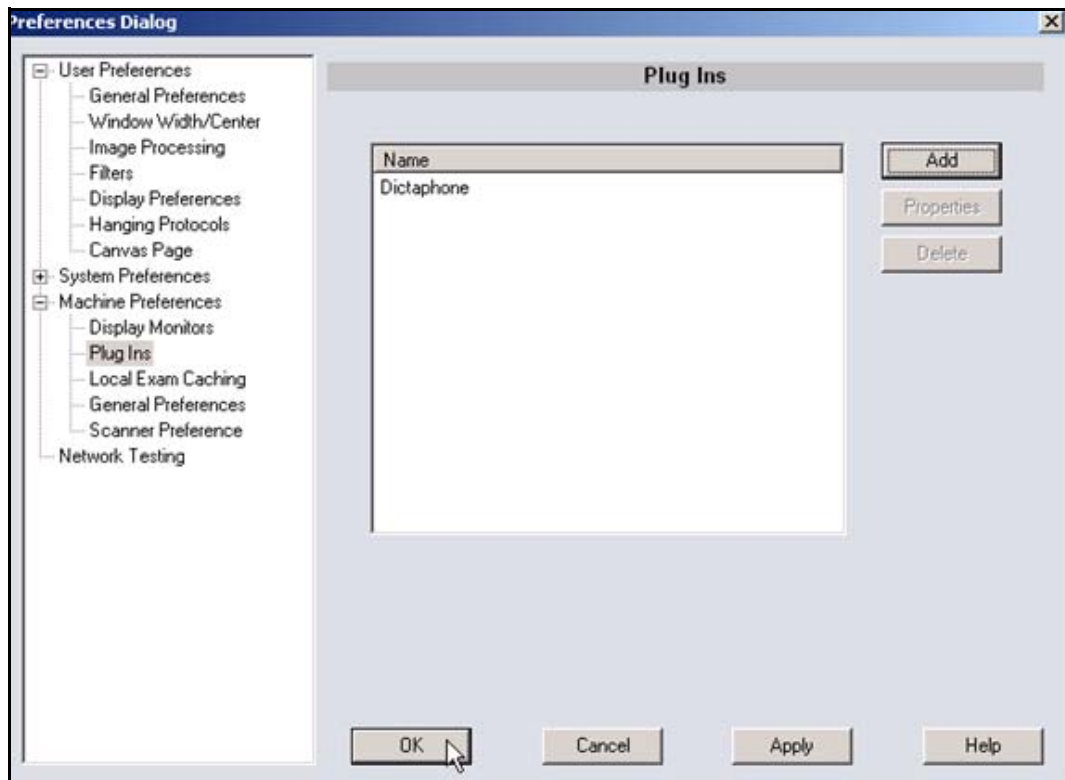 Preferences Dialog
User Preferences
General Preferences
Window Width/Center
Image Processing
Filters
Display Preferences
Hanging Protocols
Canvas Page
System Preferences
Machine Preferences
Display Monitors
Plug Ins
Local Exam Caching
General Preferences
Scanner Preference
Network Testing
Plug Ins
Name
Dictaphone
Add
Properties
Delete
OK
Cancel
Apply
Help